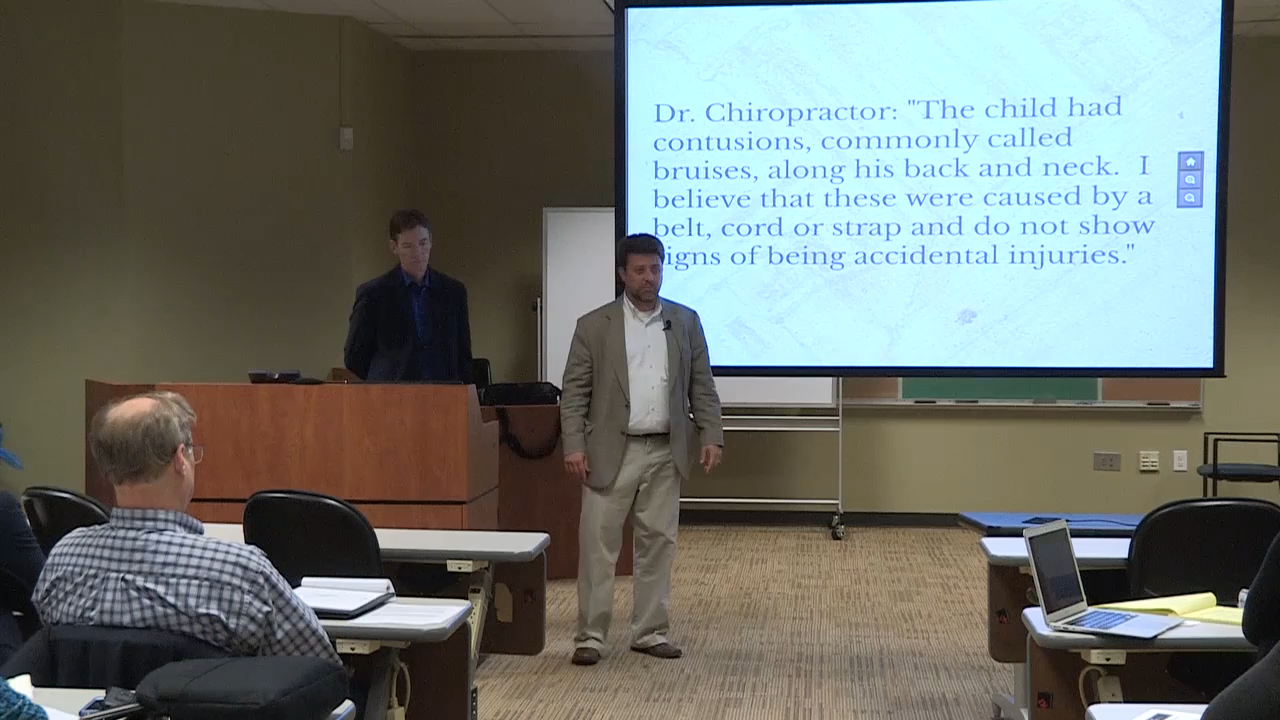 Dr. Chiropractor: "The child had
contusions, commonly called
bruises, along his back and neck. I
believe that these were caused by a
belt, cord or strap and do not show
igns of being accidental injuries."